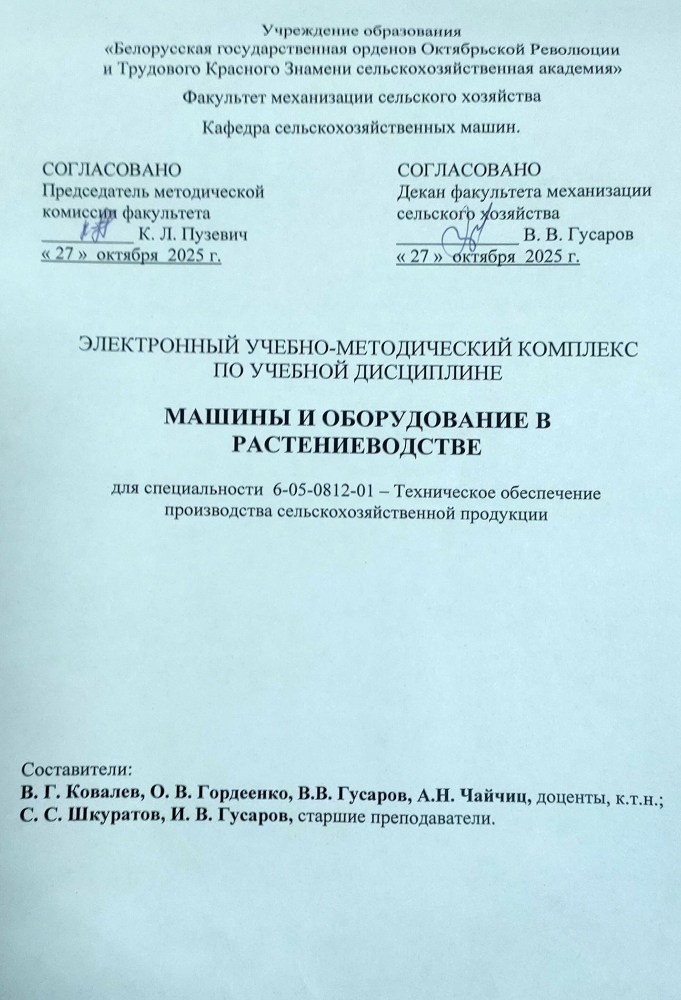 Учреждение образования
«Белорусская государственная орденов Октябрьской Революции
и Трудового Красного Знамени сельскохозяйственная академия»
Факультет механизации сельского хозяйства
Кафедра сельскохозяйственных машин.
СОГЛАСОВАНО
Председатель методической
комиссии факультета
__________ К. Л. Пузевич
« 27 » октября 2025 г.
СОГЛАСОВАНО
Декан факультета механизации
сельского хозяйства
_____________ В. В. Гусаров
« 27 » октября 2025 г.
ЭЛЕКТРОННЫЙ УЧЕБНО-МЕТОДИЧЕСКИЙ КОМПЛЕКС
ПО УЧЕБНОЙ ДИСЦИПЛИНЕ
МАШИНЫ И ОБОРУДОВАНИЕ В
РАСТЕНИЕВОДСТВЕ
для специальности 6-05-0812-01 – Техническое обеспечение
производства сельскохозяйственной продукции
Составители:
В. Г. Ковалев, О. В. Гордеенко, В.В. Гусаров, А.Н. Чайчиц, доценты, к.т.н.;
С. С. Шкуратов, И. В. Гусаров, старшие преподаватели.